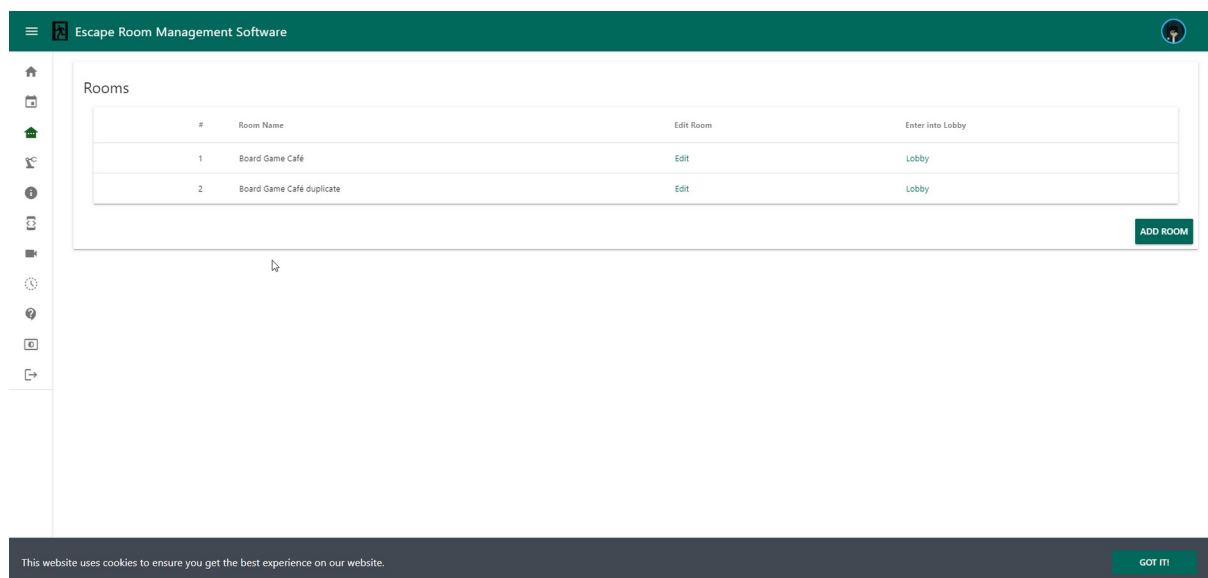 Escape Room Management Software
Rooms
# Room Name Edit Room Enter into Lobby
1 Board Game Café Edit Lobby
2 Board Game Café duplicate Edit Lobby
ADD ROOM
This website uses cookies to ensure you get the best experience on our website. GOT IT!